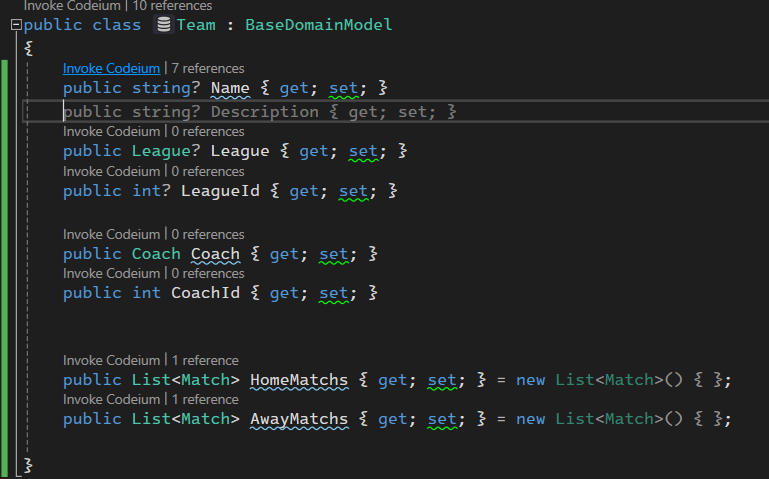 Invoke Codeium | 10 references
public class Team : BaseDomainModel
{
Invoke Codeium | 7 references
public string? Name { get; set; }
public string? Description { get; set; }
Invoke Codeium | 0 references
public League? League { get; set; }
Invoke Codeium | 0 references
public int? LeagueId { get; set; }
Invoke Codeium | 0 references
public Coach Coach { get; set; }
Invoke Codeium | 0 references
public int CoachId { get; set; }
Invoke Codeium | 1 reference
public List<Match> HomeMatchs { get; set; } = new List<Match>() { };
Invoke Codeium | 1 reference
public List<Match> AwayMatchs { get; set; } = new List<Match>() { };
}